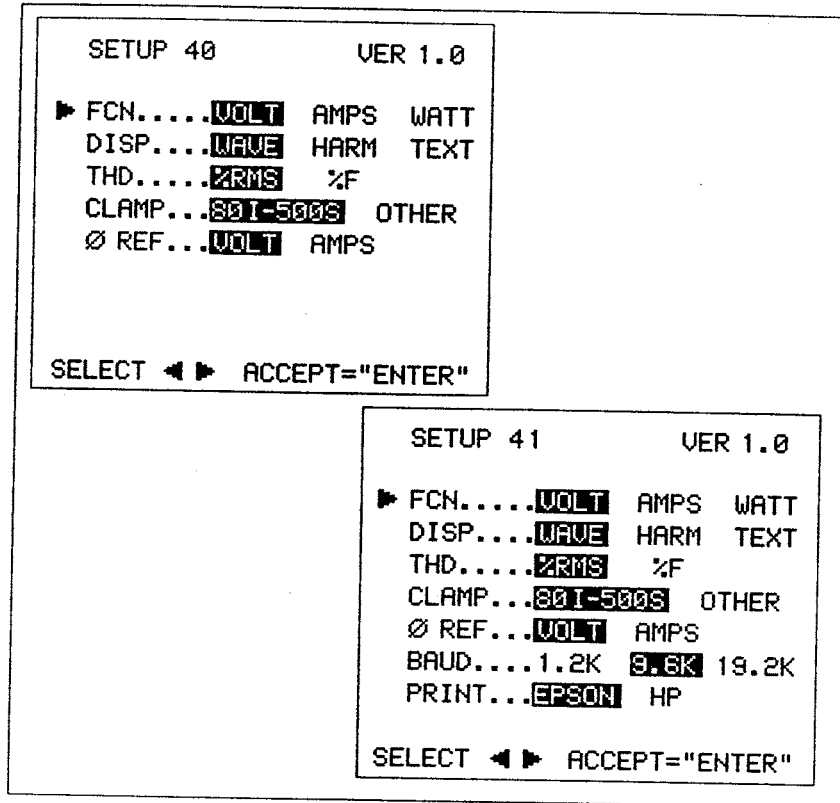 SETUP 40 VER 1.0
▶ FCN.....VOLT AMPS WATT
DISP....WAVE HARM TEXT
THD.....%RMS %F
CLAMP...80I-500S OTHER
Ø REF...VOLT AMPS
SELECT ◀ ▶ ACCEPT="ENTER"
SETUP 41 VER 1.0
▶ FCN.....VOLT AMPS WATT
DISP....WAVE HARM TEXT
THD.....%RMS %F
CLAMP...80I-500S OTHER
Ø REF...VOLT AMPS
BAUD....1.2K 9.6K 19.2K
PRINT...EPSON HP
SELECT ◀ ▶ ACCEPT="ENTER"